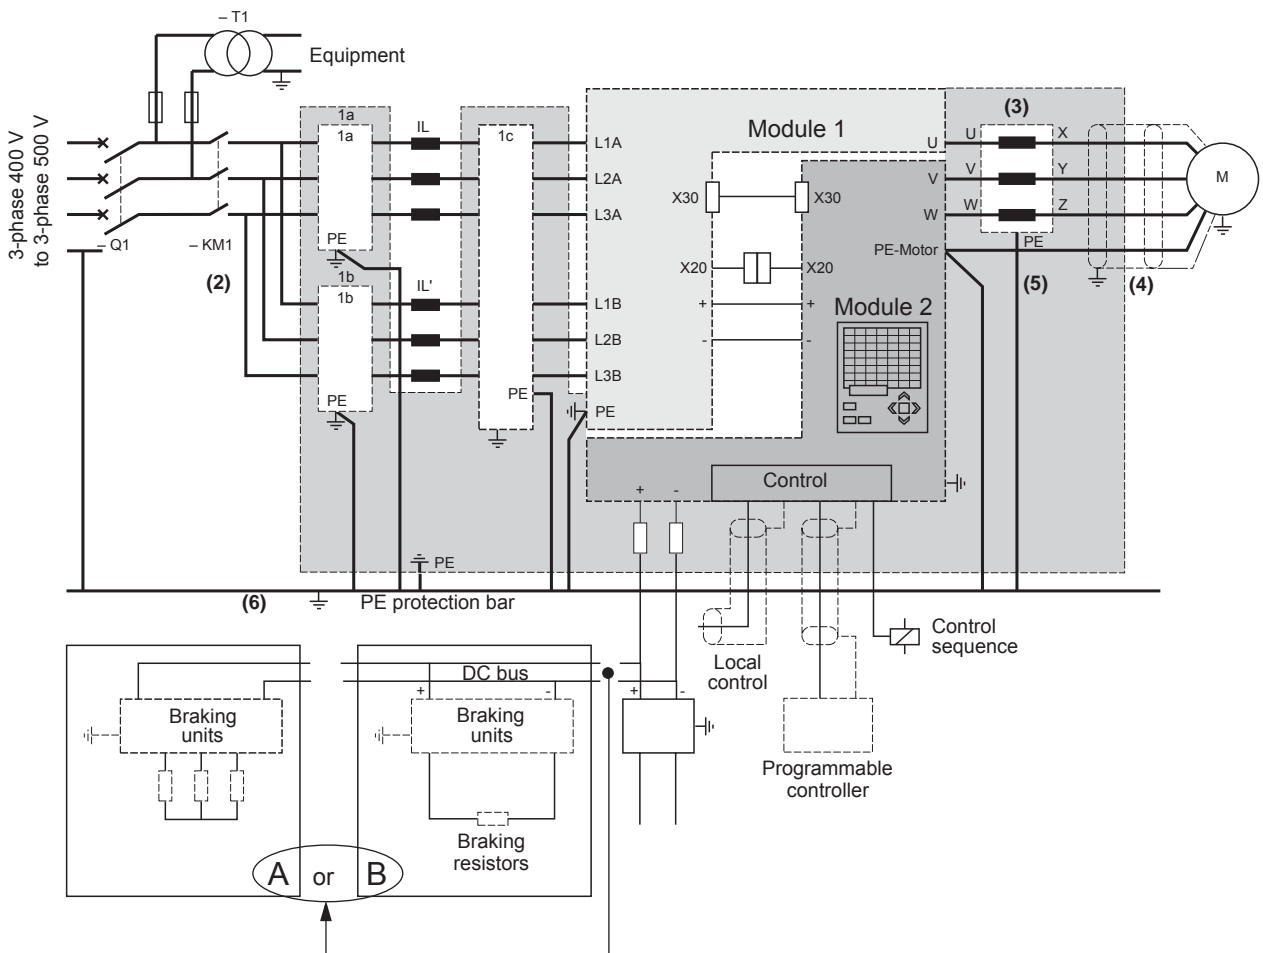 – T1
Equipment
3-phase 400 V
to 3-phase 500 V
– Q1
– KM1
(2)
1a
1a
PE
1b
1b
PE
IL
IL'
1c
PE
L1A
L2A
L3A
L1B
L2B
L3B
PE
Module 1
X30
X30
X20
X20
+
+
-
-
Module 2
U
V
W
PE-Motor
(3)
U
X
V
Y
W
Z
PE
(5)
(4)
M
Control
+
-
PE
(6)
PE protection bar
Control
sequence
Local
control
Programmable
controller
DC bus
+
-
+
-
Braking
units
Braking
units
Braking
resistors
A or B